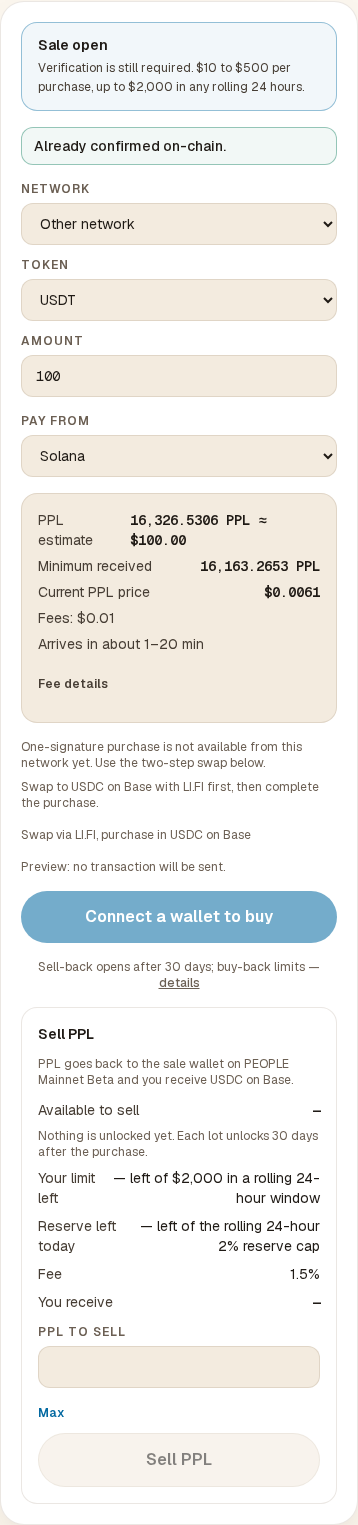 Sale open
Verification is still required. $10 to $500 per
purchase, up to $2,000 in any rolling 24 hours.
Already confirmed on-chain.
NETWORK
Other network
TOKEN
USDT
AMOUNT
100
PAY FROM
Solana
PPL estimate 16,326.5306 PPL ≈ $100.00
Minimum received 16,163.2653 PPL
Current PPL price $0.0061
Fees: $0.01
Arrives in about 1–20 min
Fee details
One-signature purchase is not available from this
network yet. Use the two-step swap below.
Swap to USDC on Base with LI.FI first, then complete
the purchase.
Swap via LI.FI, purchase in USDC on Base
Preview: no transaction will be sent.
Connect a wallet to buy
Sell-back opens after 30 days; buy-back limits —
details
Sell PPL
PPL goes back to the sale wallet on PEOPLE
Mainnet Beta and you receive USDC on Base.
Available to sell –
Nothing is unlocked yet. Each lot unlocks 30 days
after the purchase.
Your limit left — left of $2,000 in a rolling 24-hour window
Reserve left today — left of the rolling 24-hour 2% reserve cap
Fee 1.5%
You receive –
PPL TO SELL
Max
Sell PPL